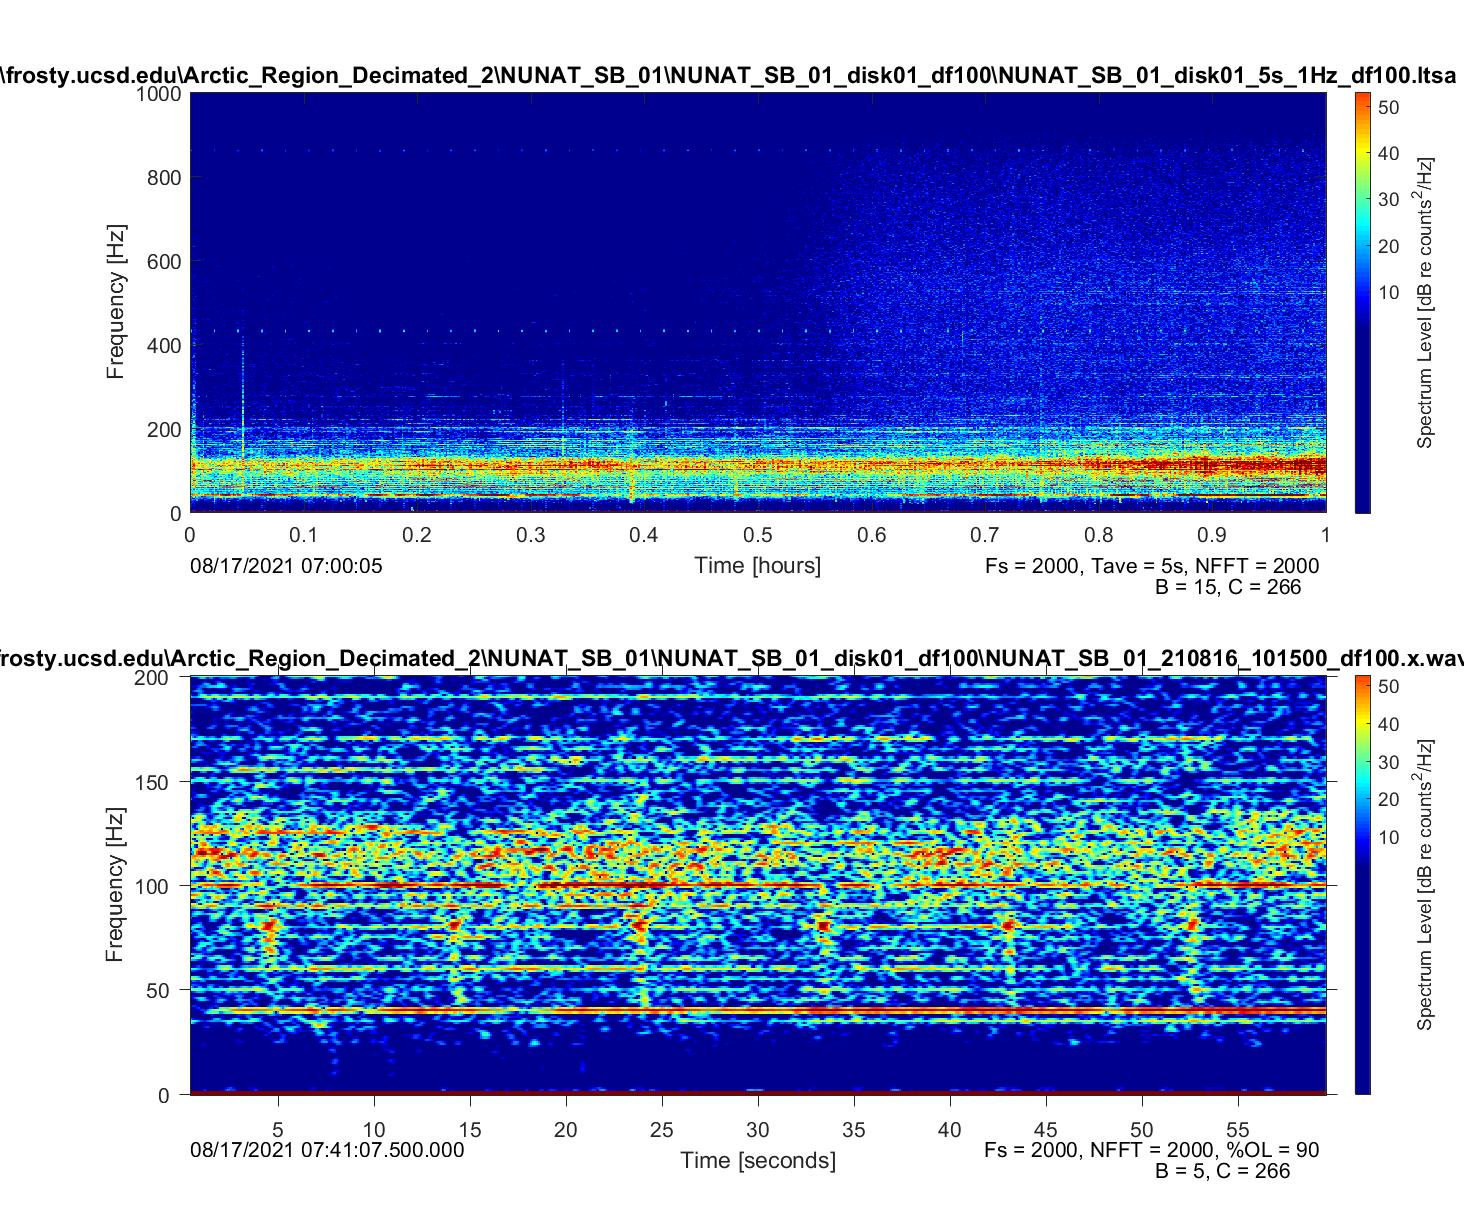 \frosty.ucsd.edu\Arctic_Region_Decimated_2\NUNAT_SB_01\NUNAT_SB_01_disk01_df100\NUNAT_SB_01_disk01_5s_1Hz_df100.ltsa
1000
800
600
400
200
0
Frequency [Hz]
0 0.1 0.2 0.3 0.4 0.5 0.6 0.7 0.8 0.9 1
Time [hours]
08/17/2021 07:00:05
Fs = 2000, Tave = 5s, NFFT = 2000
B = 15, C = 266
50
40
30
20
10
Spectrum Level [dB re counts²/Hz]
frosty.ucsd.edu\Arctic_Region_Decimated_2\NUNAT_SB_01\NUNAT_SB_01_disk01_df100\NUNAT_SB_01_210816_101500_df100.x.wav
200
150
100
50
0
Frequency [Hz]
5 10 15 20 25 30 35 40 45 50 55
Time [seconds]
08/17/2021 07:41:07.500.000
Fs = 2000, NFFT = 2000, %OL = 90
B = 5, C = 266
50
40
30
20
10
Spectrum Level [dB re counts²/Hz]